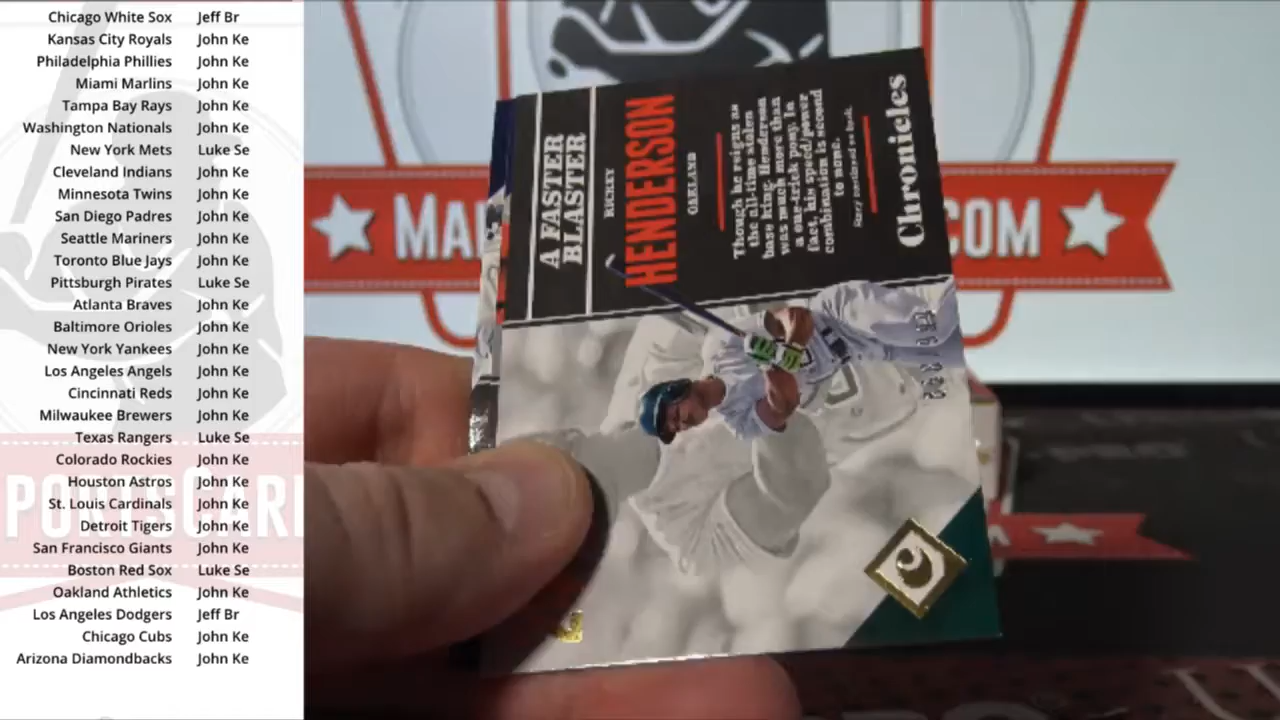 Chicago White Sox Jeff Br
Kansas City Royals John Ke
Philadelphia Phillies John Ke
Miami Marlins John Ke
Tampa Bay Rays John Ke
Washington Nationals John Ke
New York Mets Luke Se
Cleveland Indians John Ke
Minnesota Twins John Ke
San Diego Padres John Ke
Seattle Mariners John Ke
Toronto Blue Jays John Ke
Pittsburgh Pirates Luke Se
Atlanta Braves John Ke
Baltimore Orioles John Ke
New York Yankees John Ke
Los Angeles Angels John Ke
Cincinnati Reds John Ke
Milwaukee Brewers John Ke
Texas Rangers Luke Se
Colorado Rockies John Ke
Houston Astros John Ke
St. Louis Cardinals John Ke
Detroit Tigers John Ke
San Francisco Giants John Ke
Boston Red Sox Luke Se
Oakland Athletics John Ke
Los Angeles Dodgers Jeff Br
Chicago Cubs John Ke
Arizona Diamondbacks John Ke
PORTSCAR
MA
.COM
A FASTER
BLASTER
RICKEY
HENDERSON
OAKLAND
Though he reigns as
the all-time stolen
base king, Henderson
was much more than
a one-trick pony. In
fact, his speed/power
combination is second
to none.
Story continued on back.
Chronicles
A